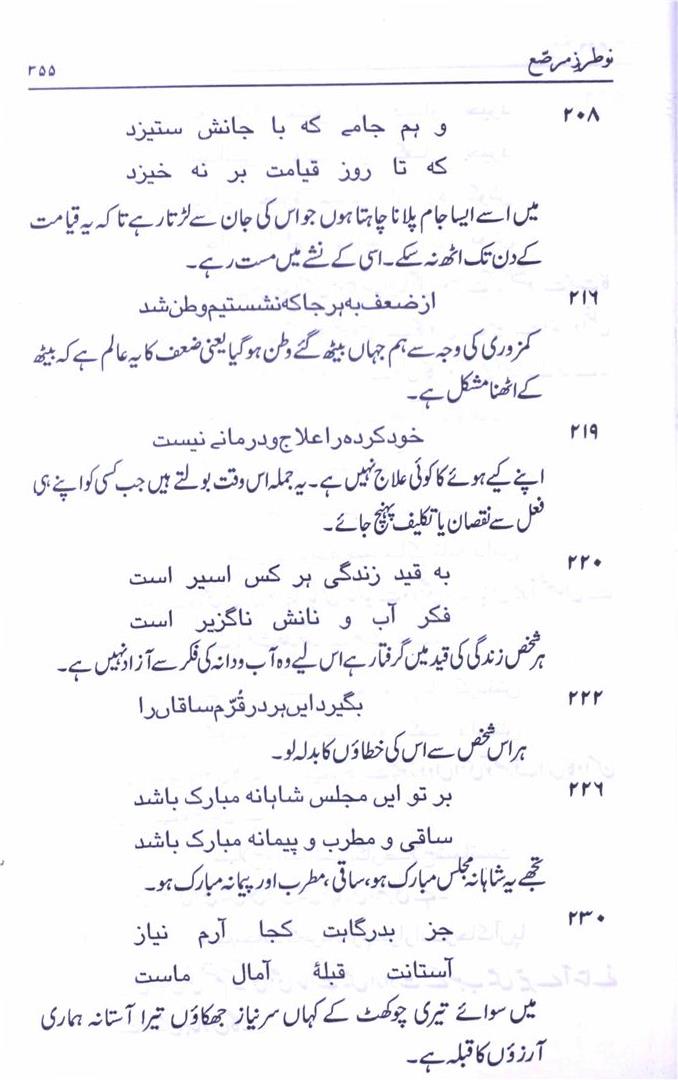 نو طرزِ مرصّع
۳۵۵
۲۰۸
و ہم جامے کہ با جانش ستیزد
کہ تا روز قیامت بر نہ خیزد
میں اسے ایسا جام پلانا چاہتا ہوں جو اس کی جان سے لڑتا رہے تا کہ یہ قیامت
کے دن تک اٹھ نہ سکے۔ اسی کے نشے میں مست رہے۔
۲۱۶
از ضعف بہ ہر جا کہ نشستیم وطن شد
کمزوری کی وجہ سے ہم جہاں بیٹھ گئے وطن ہو گیا یعنی ضعف کا یہ عالم ہے کہ بیٹھ
کے اٹھنا مشکل ہے۔
۲۱۹
خود کردہ را علاج و درمانے نیست
اپنے کیے ہوئے کا کوئی علاج نہیں ہے۔ یہ جملہ اس وقت بولتے ہیں جب کسی کو اپنے ہی
فعل سے نقصان یا تکلیف پہنچ جائے۔
۲۲۰
بہ قید زندگی ہر کس اسیر است
فکر آب و نانش ناگزیر است
ہر شخص زندگی کی قید میں گرفتار ہے اس لیے وہ آب و دانہ کی فکر سے آزاد نہیں ہے۔
۲۲۲
بگیرد ایں ہر در قُرّم ساقاں را
ہر اس شخص سے اس کی خطاؤں کا بدلہ لو۔
۲۲۶
بر تو ایں مجلس شاہانہ مبارک باشد
ساقی و مطرب و پیمانہ مبارک باشد
تجھے یہ شاہانہ مجلس مبارک ہو، ساقی، مطرب اور پیمانہ مبارک ہو۔
۲۳۰
جز بدرگاہت کجا آرم نیاز
آستانت قبلۂ آمال ماست
میں سوائے تیری چوکھٹ کے کہاں سرِ نیاز جھکاؤں تیرا آستانہ ہماری
آرزؤں کا قبلہ ہے۔